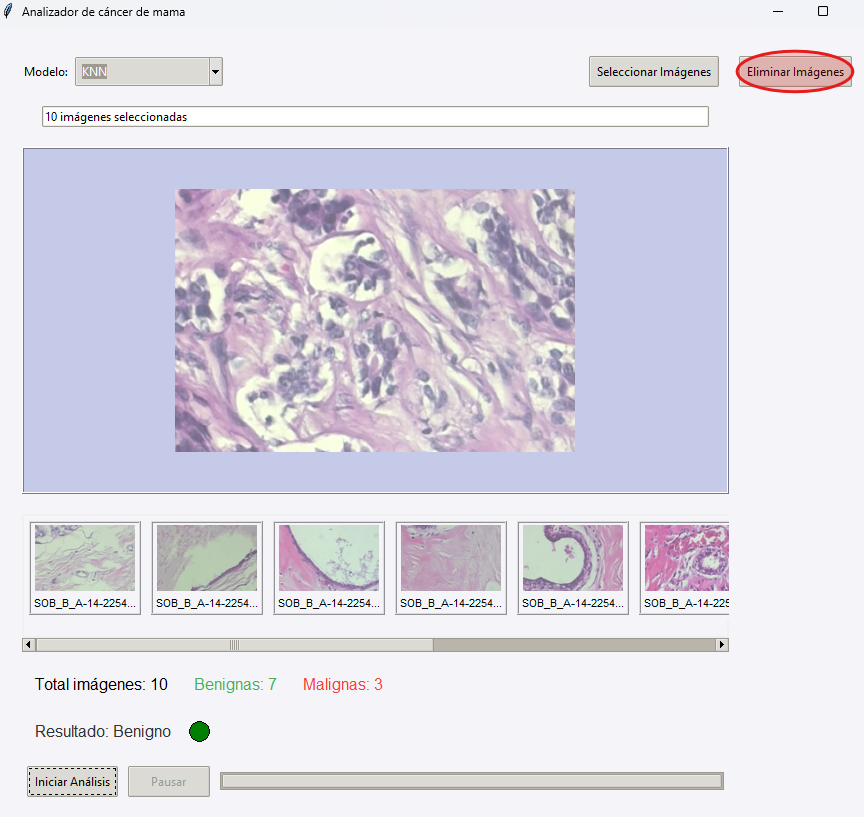 Analizador de cáncer de mama
Modelo: KNN Seleccionar Imágenes Eliminar Imágenes
10 imágenes seleccionadas
SOB_B_A-14-2254... SOB_B_A-14-2254... SOB_B_A-14-2254... SOB_B_A-14-2254... SOB_B_A-14-2254... SOB_B_A-14-225
Total imágenes: 10 Benignas: 7 Malignas: 3
Resultado: Benigno
Iniciar Análisis Pausar